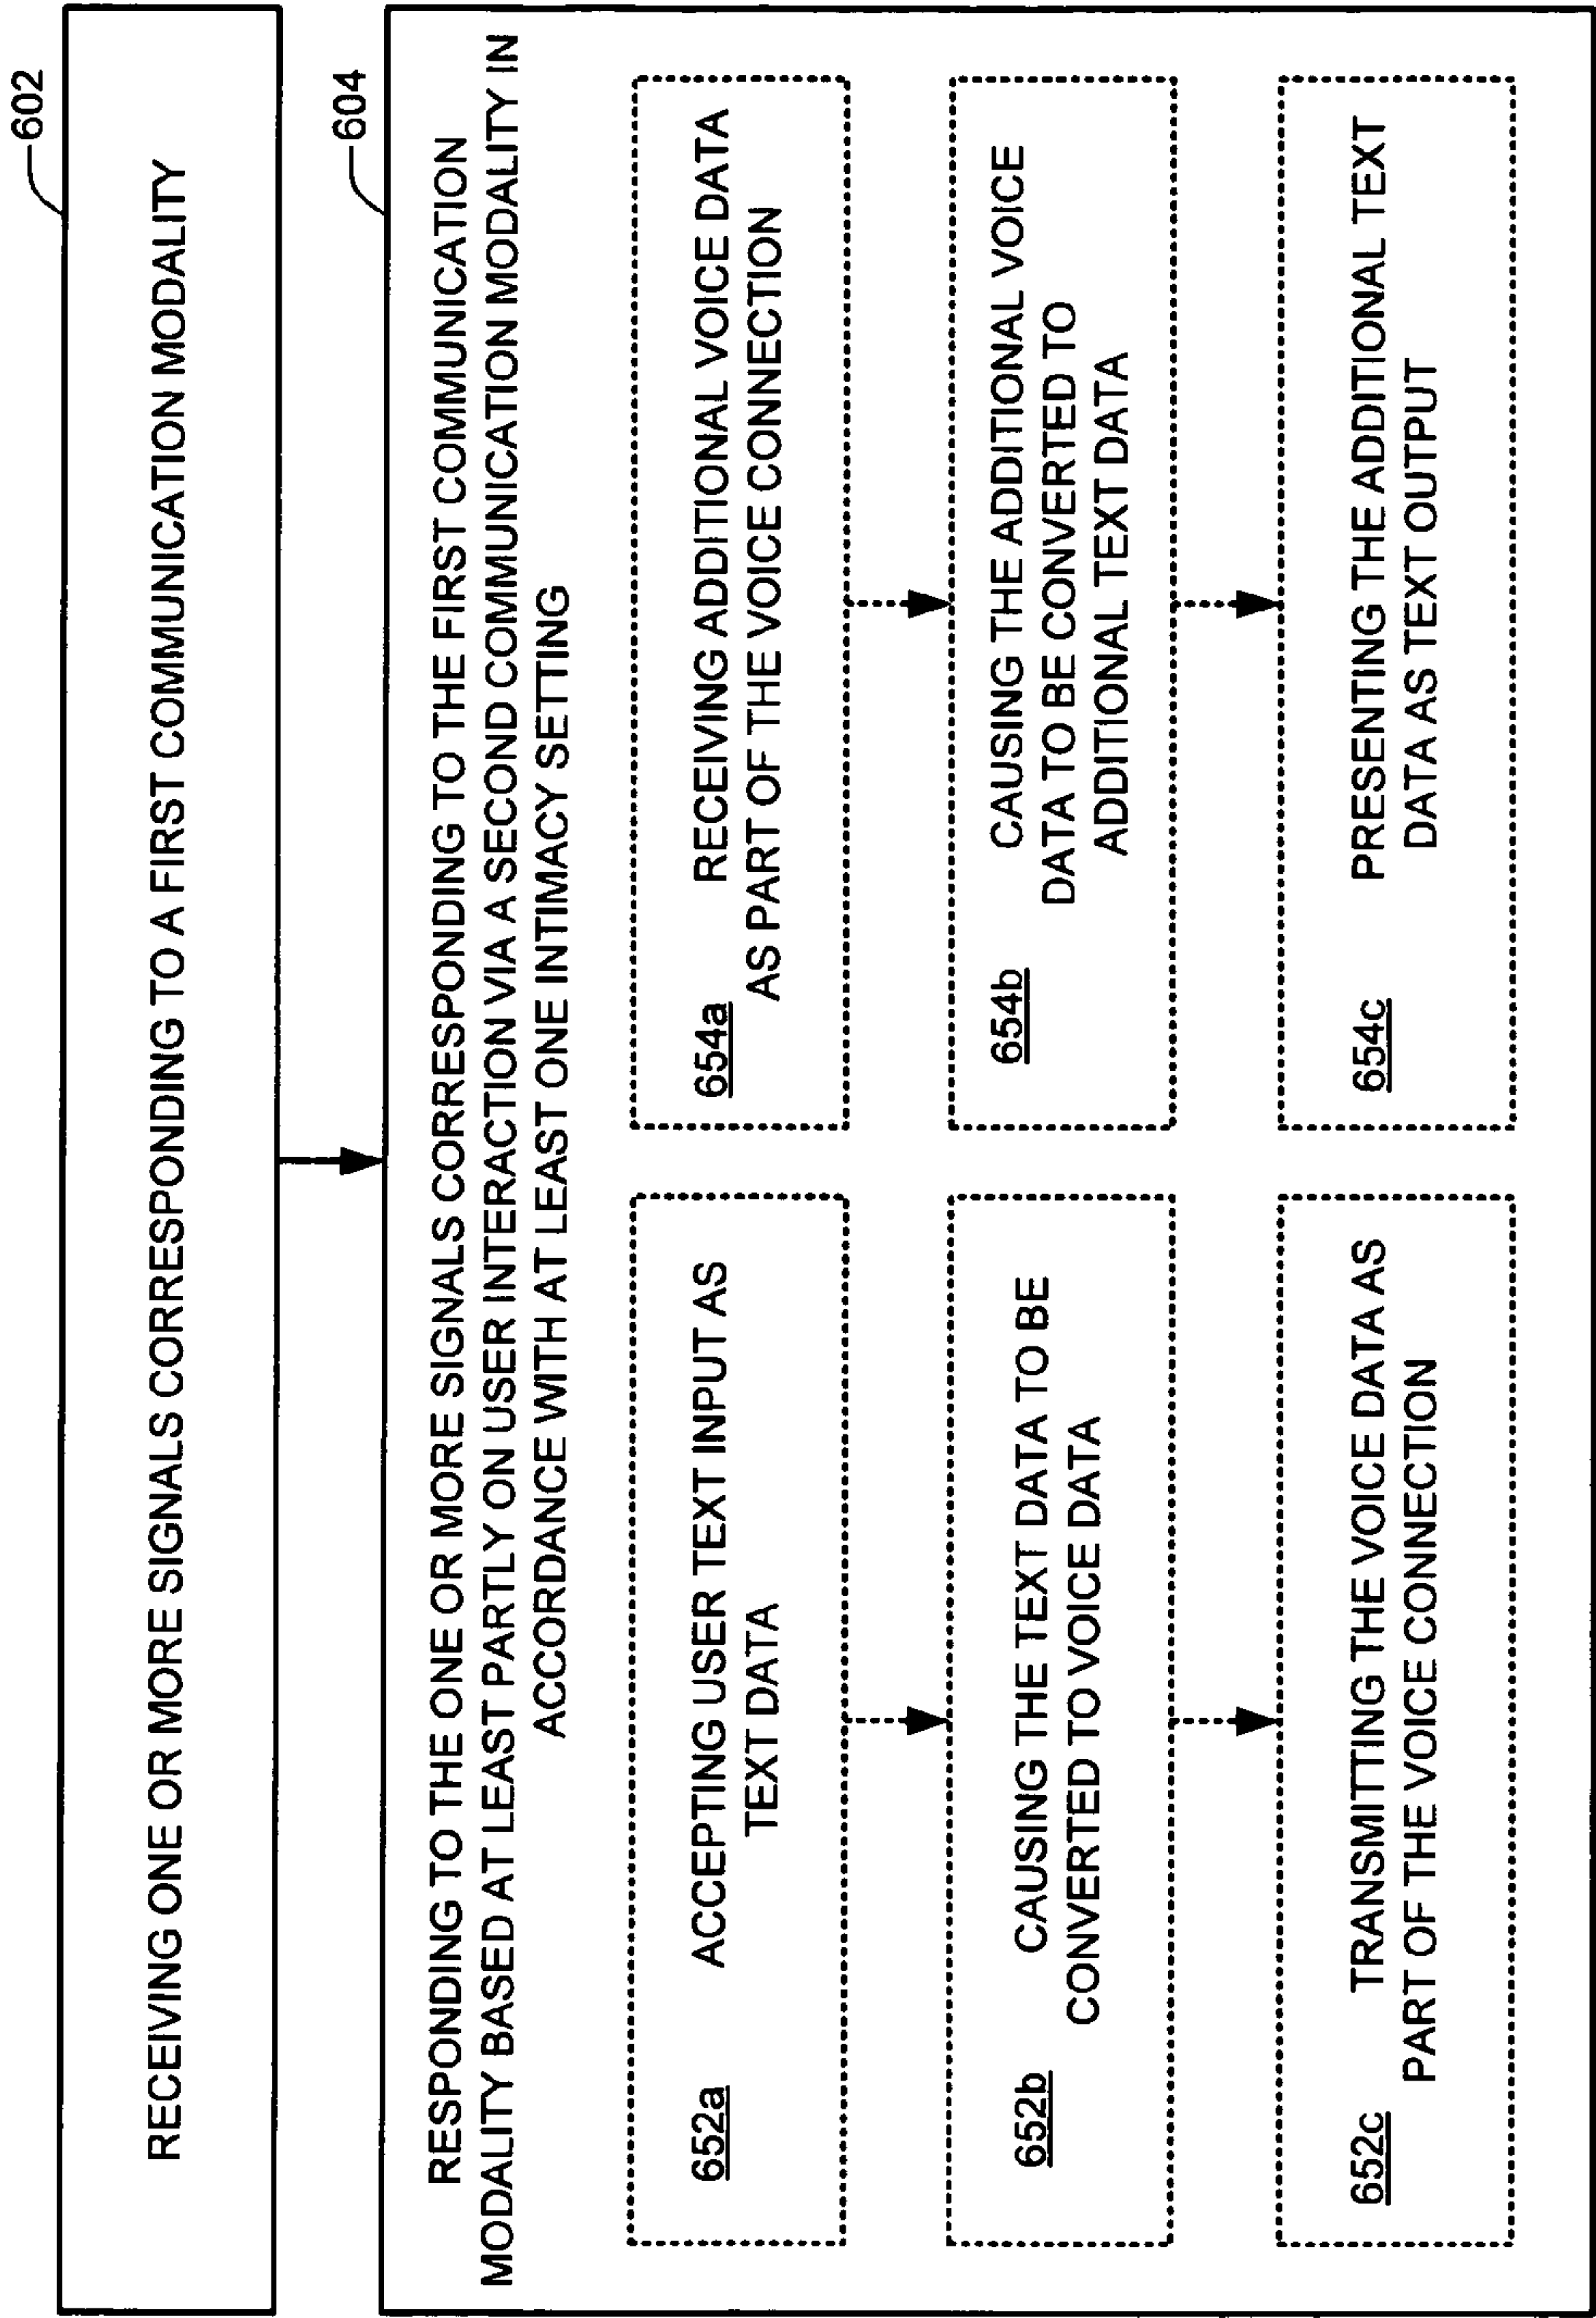 602
RECEIVING ONE OR MORE SIGNALS CORRESPONDING TO A FIRST COMMUNICATION MODALITY
604
RESPONDING TO THE ONE OR MORE SIGNALS CORRESPONDING TO THE FIRST COMMUNICATION
MODALITY BASED AT LEAST PARTLY ON USER INTERACTION VIA A SECOND COMMUNICATION MODALITY IN
ACCORDANCE WITH AT LEAST ONE INTIMACY SETTING
652a ACCEPTING USER TEXT INPUT AS
TEXT DATA
652b CAUSING THE TEXT DATA TO BE
CONVERTED TO VOICE DATA
652c TRANSMITTING THE VOICE DATA AS
PART OF THE VOICE CONNECTION
654a RECEIVING ADDITIONAL VOICE DATA
AS PART OF THE VOICE CONNECTION
654b CAUSING THE ADDITIONAL VOICE
DATA TO BE CONVERTED TO
ADDITIONAL TEXT DATA
654c PRESENTING THE ADDITIONAL TEXT
DATA AS TEXT OUTPUT